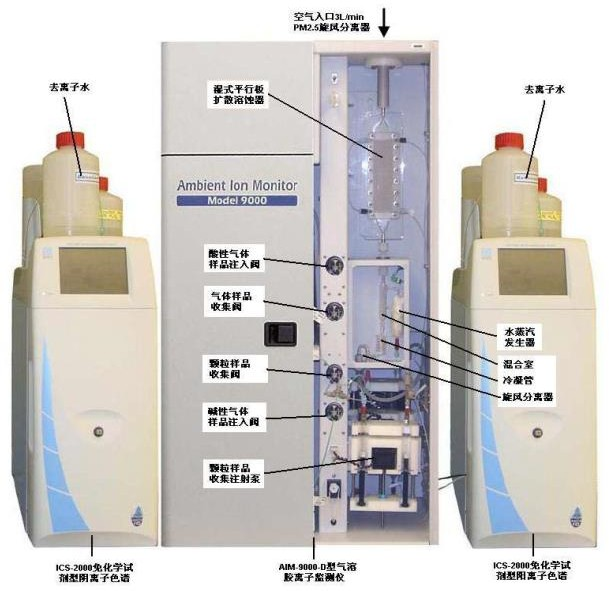 空气入口3L/min
PM2.5旋风分离器
去离子水
湿式平行板
扩散溶蚀器
去离子水
Ambient Ion Monitor
Model 9000
酸性气体
样品注入阀
气体样品
收集阀
水蒸汽
发生器
混合室
冷凝管
旋风分离器
颗粒样品
收集阀
碱性气体
样品注入阀
颗粒样品
收集注射泵
ICS-2000免化学试
剂型阴离子色谱
AIM-9000-D型气溶
胶离子监测仪
ICS-2000免化学试
剂型阳离子色谱